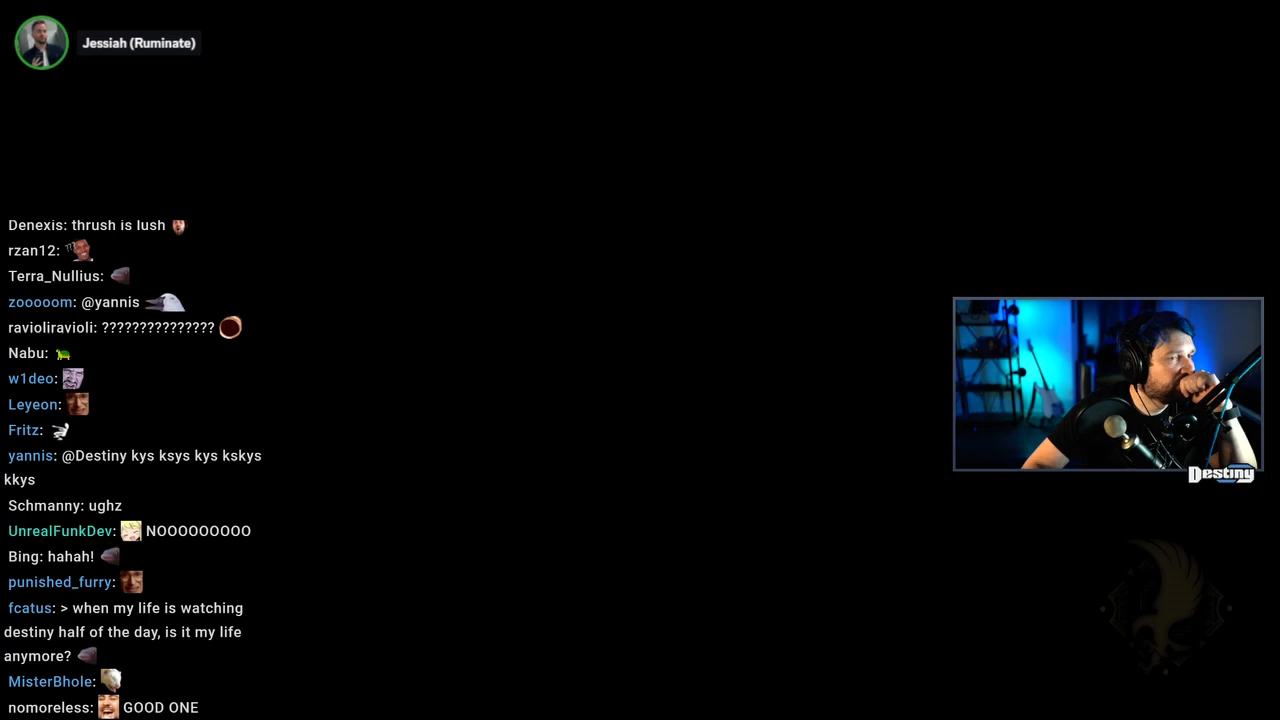 Jessiah (Ruminate)
Denexis: thrush is lush
rzan12:
Terra_Nullius:
zooooom: @yannis
ravioliravioli: ???????????????
Nabu:
w1deo:
Leyeon:
Fritz:
yannis: @Destiny kys ksys kys kskys
kkys
Schmanny: ughz
UnrealFunkDev: NOOOOOOOOO
Bing: hahah!
punished_furry:
fcatus: > when my life is watching
destiny half of the day, is it my life
anymore?
MisterBhole:
nomoreless: GOOD ONE
Destiny